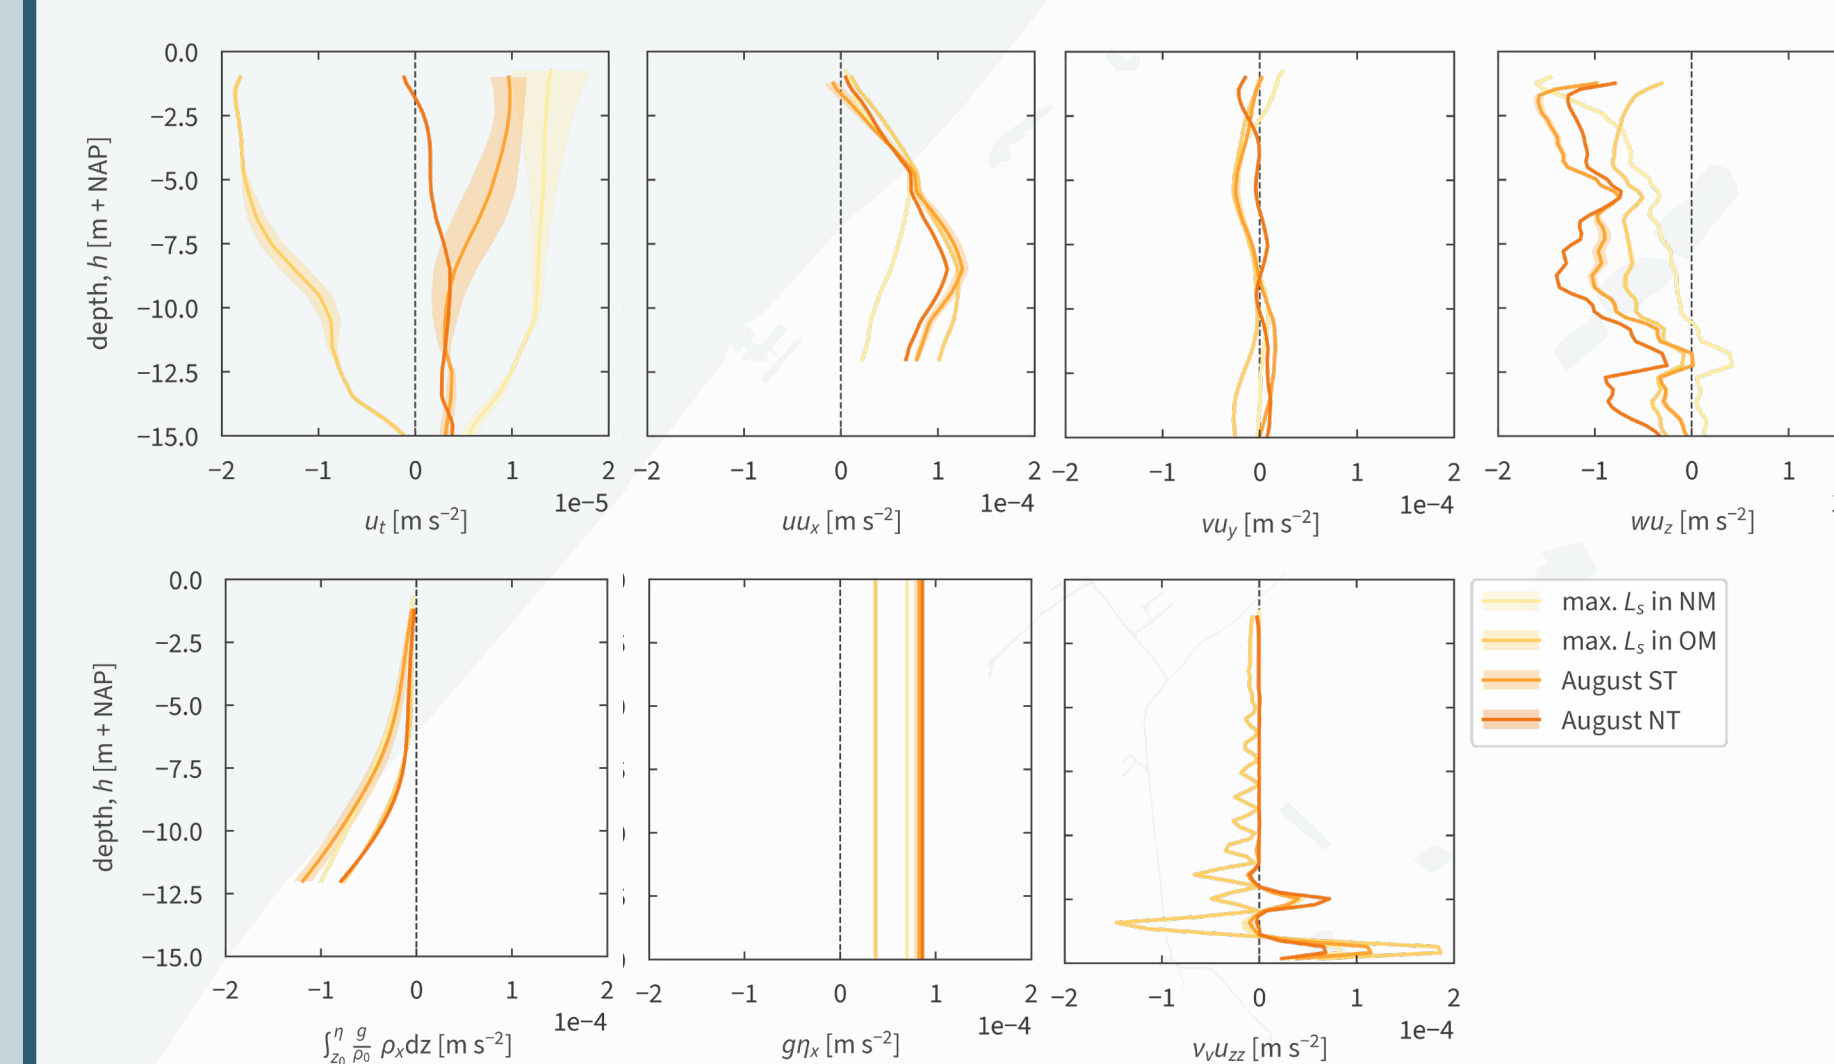 0.0
−2.5
−5.0
−7.5
−10.0
−12.5
−15.0
depth, h [m + NAP]
−2 −1 0 1 2
1e−5
u_t [m s⁻²]
−2 −1 0 1 2
1e−4
uu_x [m s⁻²]
−2 −1 0 1 2
1e−4
vu_y [m s⁻²]
−2 −1 0 1
wu_z [m s⁻²]
0.0
−2.5
−5.0
−7.5
−10.0
−12.5
−15.0
depth, h [m + NAP]
−2 −1 0 1 2
1e−4
∫_{z₀}^{η} g/ρ₀ ρ_x dz [m s⁻²]
−2 −1 0 1 2
1e−4
gη_x [m s⁻²]
−2 −1 0 1 2
1e−4
ν_v u_zz [m s⁻²]
max. L_s in NM
max. L_s in OM
August ST
August NT